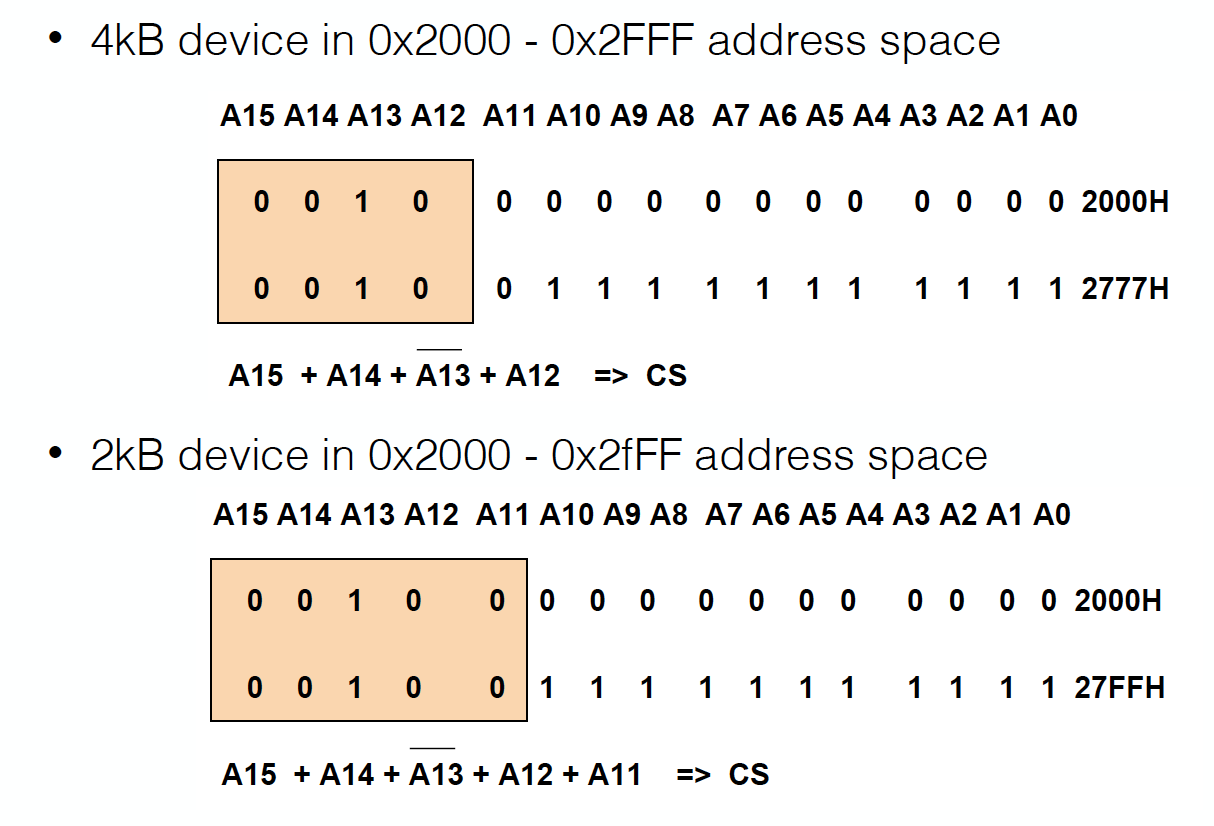 • 4kB device in 0x2000 - 0x2FFF address space
A15 A14 A13 A12 A11 A10 A9 A8 A7 A6 A5 A4 A3 A2 A1 A0
0 0 1 0 0 0 0 0 0 0 0 0 0 0 0 0 2000H
0 0 1 0 0 1 1 1 1 1 1 1 1 1 1 1 2777H
A15 + A14 + A̅1̅3̅ + A12 => CS
• 2kB device in 0x2000 - 0x2fFF address space
A15 A14 A13 A12 A11 A10 A9 A8 A7 A6 A5 A4 A3 A2 A1 A0
0 0 1 0 0 0 0 0 0 0 0 0 0 0 0 0 2000H
0 0 1 0 0 1 1 1 1 1 1 1 1 1 1 1 27FFH
A15 + A14 + A̅1̅3̅ + A12 + A11 => CS